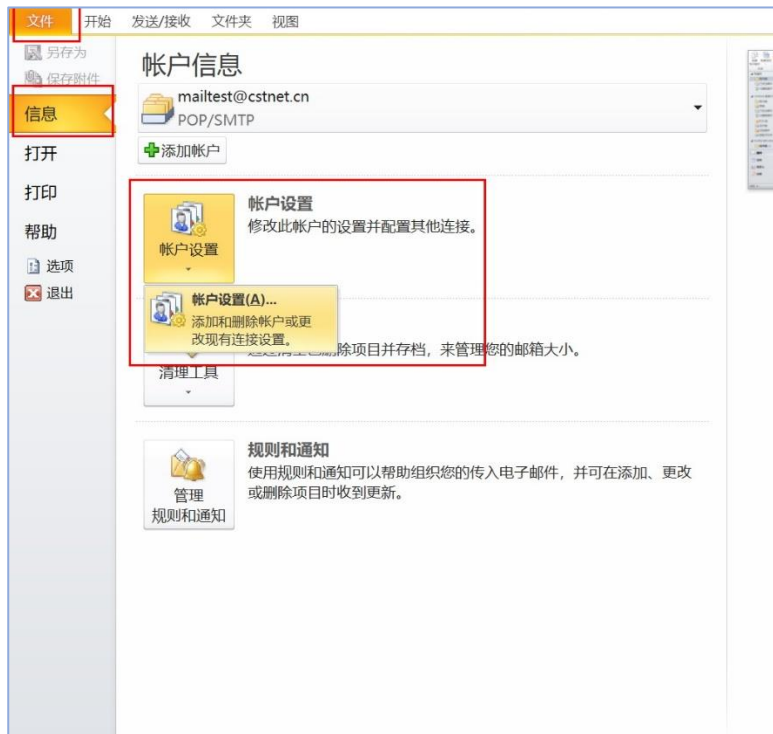 文件 开始 发送/接收 文件夹 视图
另存为
保存附件
信息
打开
打印
帮助
选项
退出
帐户信息
mailtest@cstnet.cn
POP/SMTP
添加帐户
帐户设置
帐户设置
修改此帐户的设置并配置其他连接。
帐户设置(A)...
添加和删除帐户或更
改现有连接设置。
除项目并存档，来管理您的邮箱大小。
清理工具
管理
规则和通知
规则和通知
使用规则和通知可以帮助组织您的传入电子邮件，并可在添加、更改
或删除项目时收到更新。